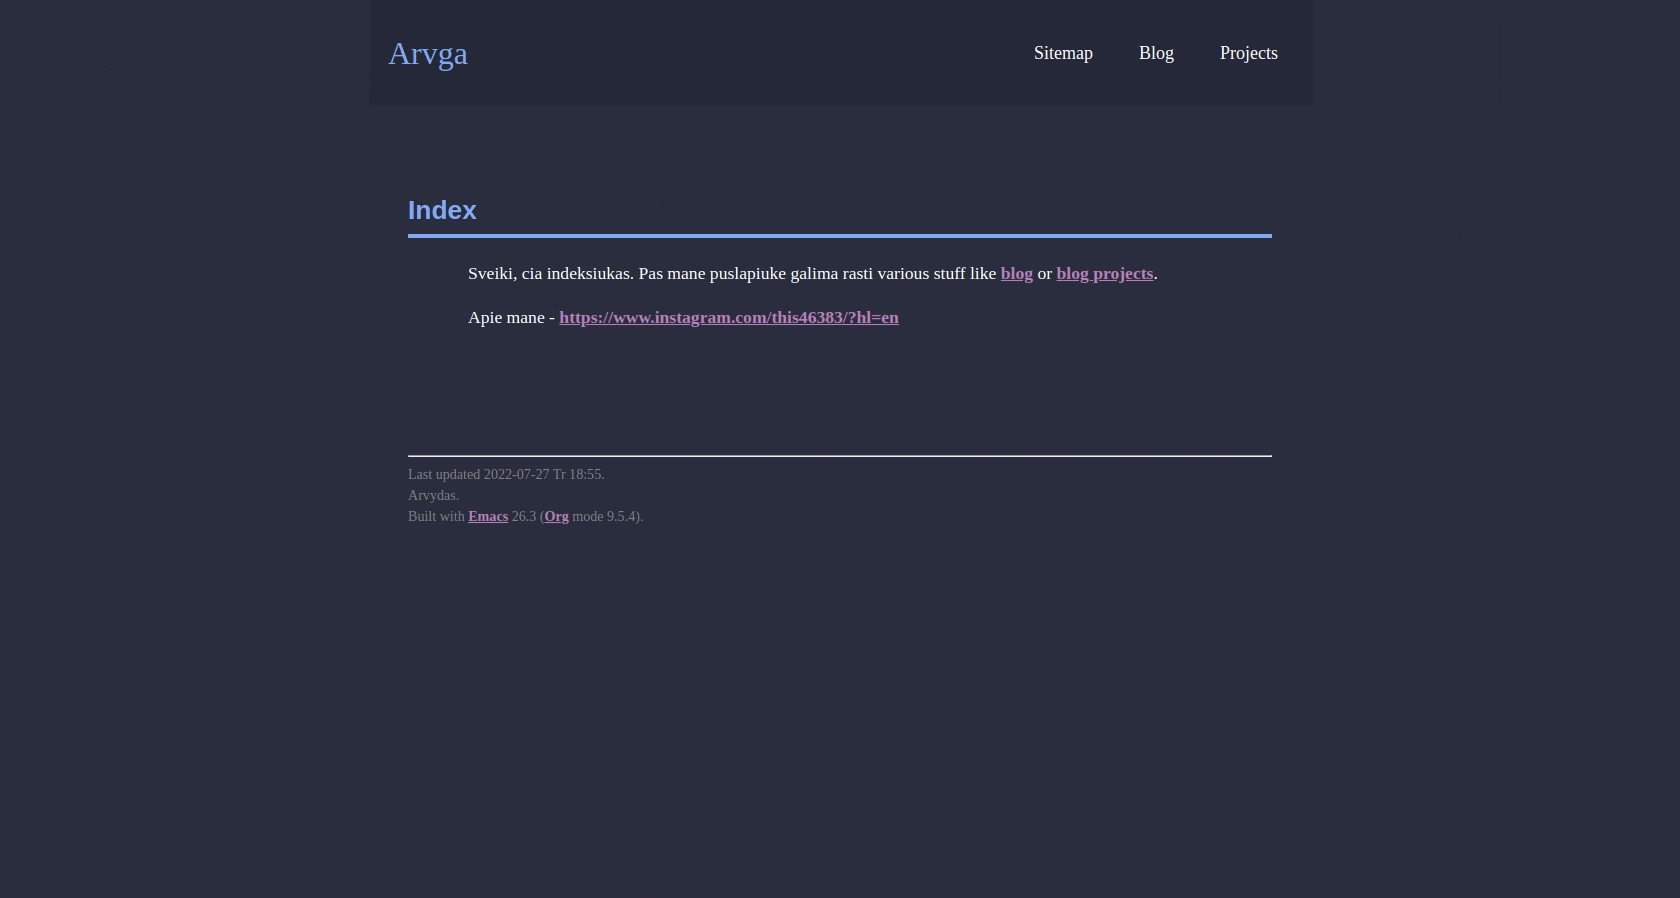 Arvga
Sitemap Blog Projects
Index
Sveiki, cia indeksiukas. Pas mane puslapiuke galima rasti various stuff like blog or blog projects.
Apie mane - https://www.instagram.com/this46383/?hl=en
Last updated 2022-07-27 Tr 18:55.
Arvydas.
Built with Emacs 26.3 (Org mode 9.5.4).